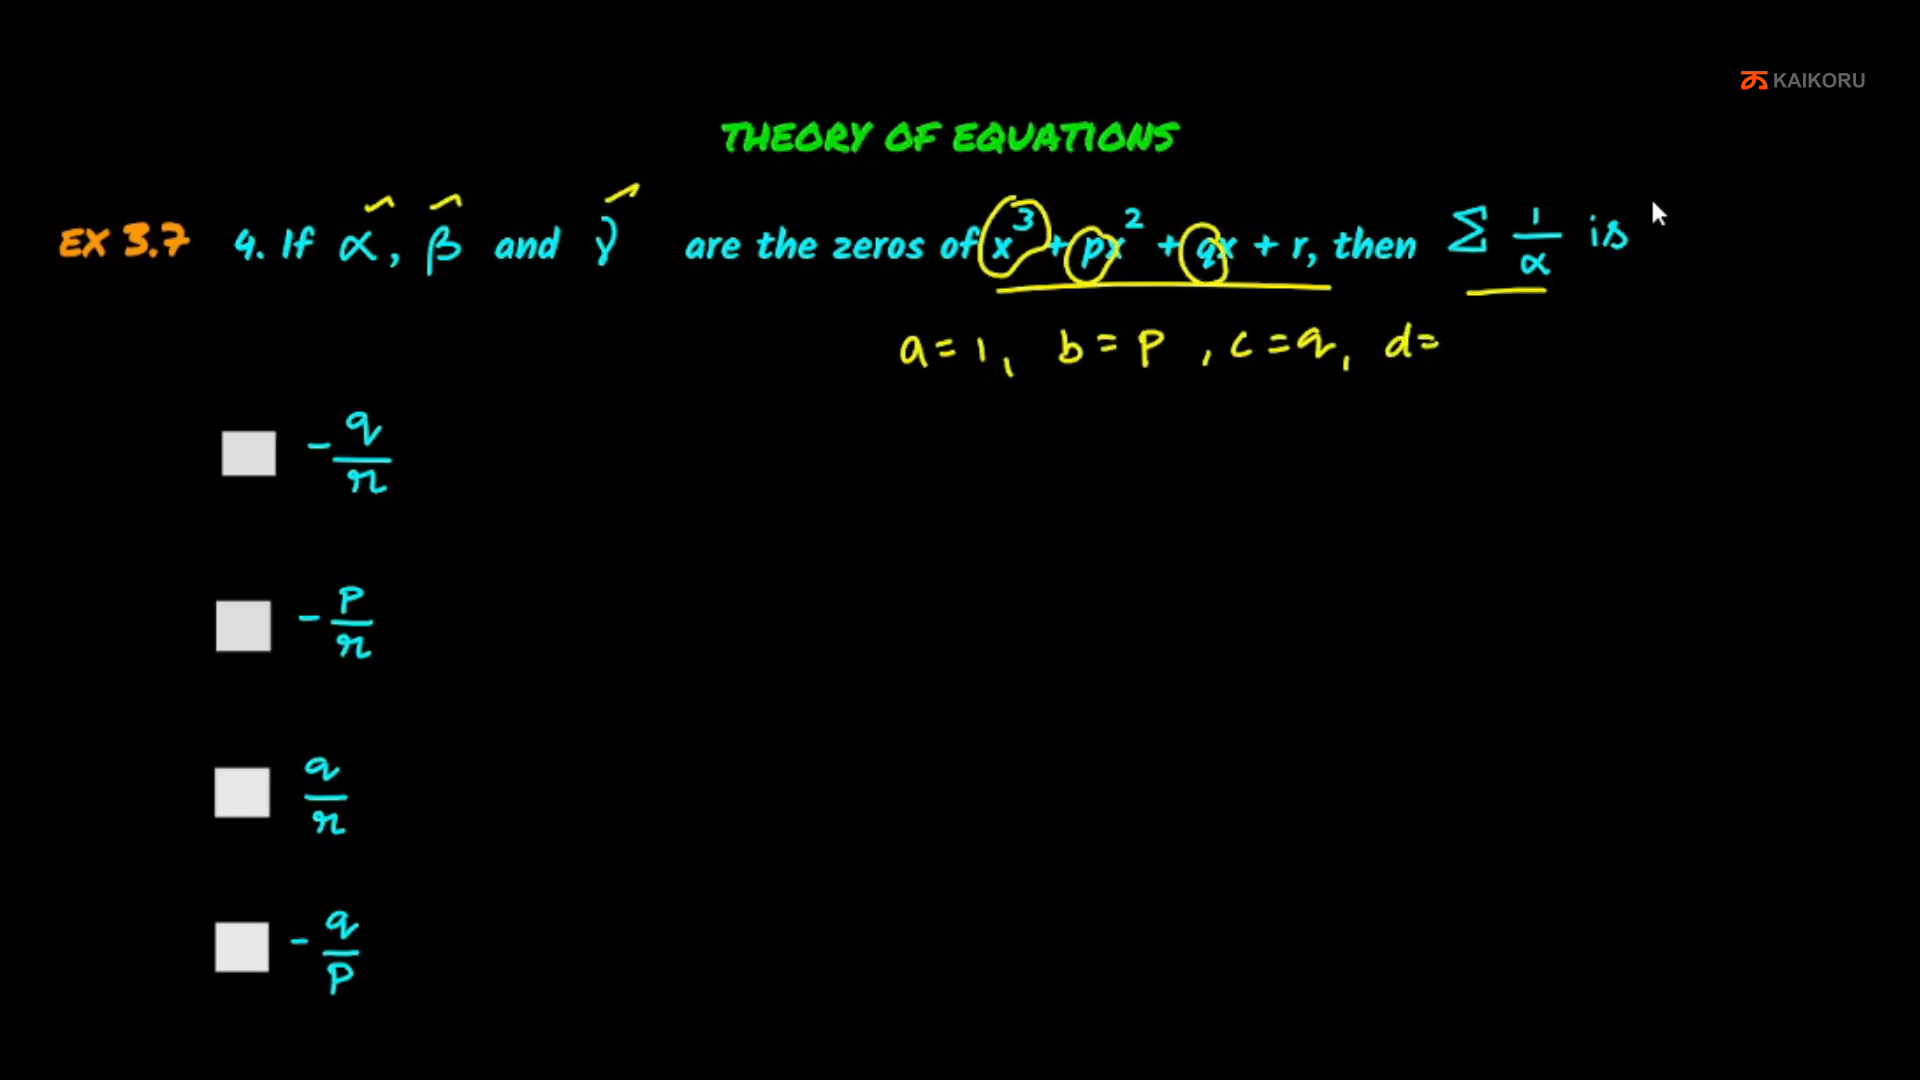 KAIKORU
THEORY OF EQUATIONS
EX 3.7 4. If α, β and γ are the zeros of x³ + px² + qx + r, then Σ 1/α is
a = 1, b = p, c = q, d =
- q/r
- p/r
q/r
- q/p